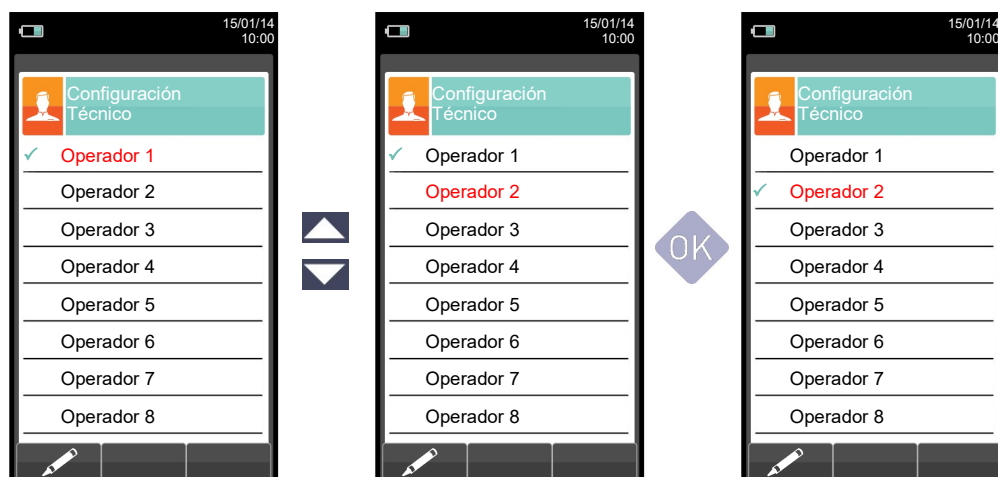 15/01/14
10:00
Configuración
Técnico
✓ Operador 1
Operador 2
Operador 3
Operador 4
Operador 5
Operador 6
Operador 7
Operador 8
15/01/14
10:00
Configuración
Técnico
✓ Operador 1
Operador 2
Operador 3
Operador 4
Operador 5
Operador 6
Operador 7
Operador 8
OK
15/01/14
10:00
Configuración
Técnico
Operador 1
✓ Operador 2
Operador 3
Operador 4
Operador 5
Operador 6
Operador 7
Operador 8